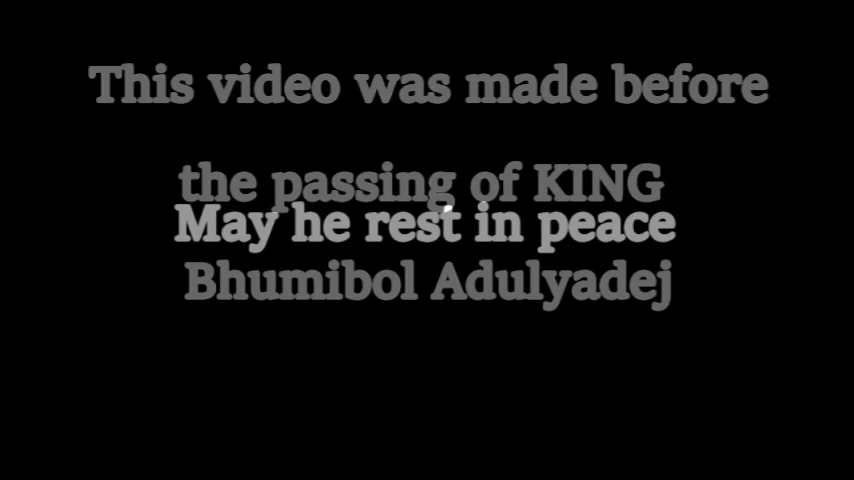 This video was made before
the passing of KING
May he rest in peace
Bhumibol Adulyadej